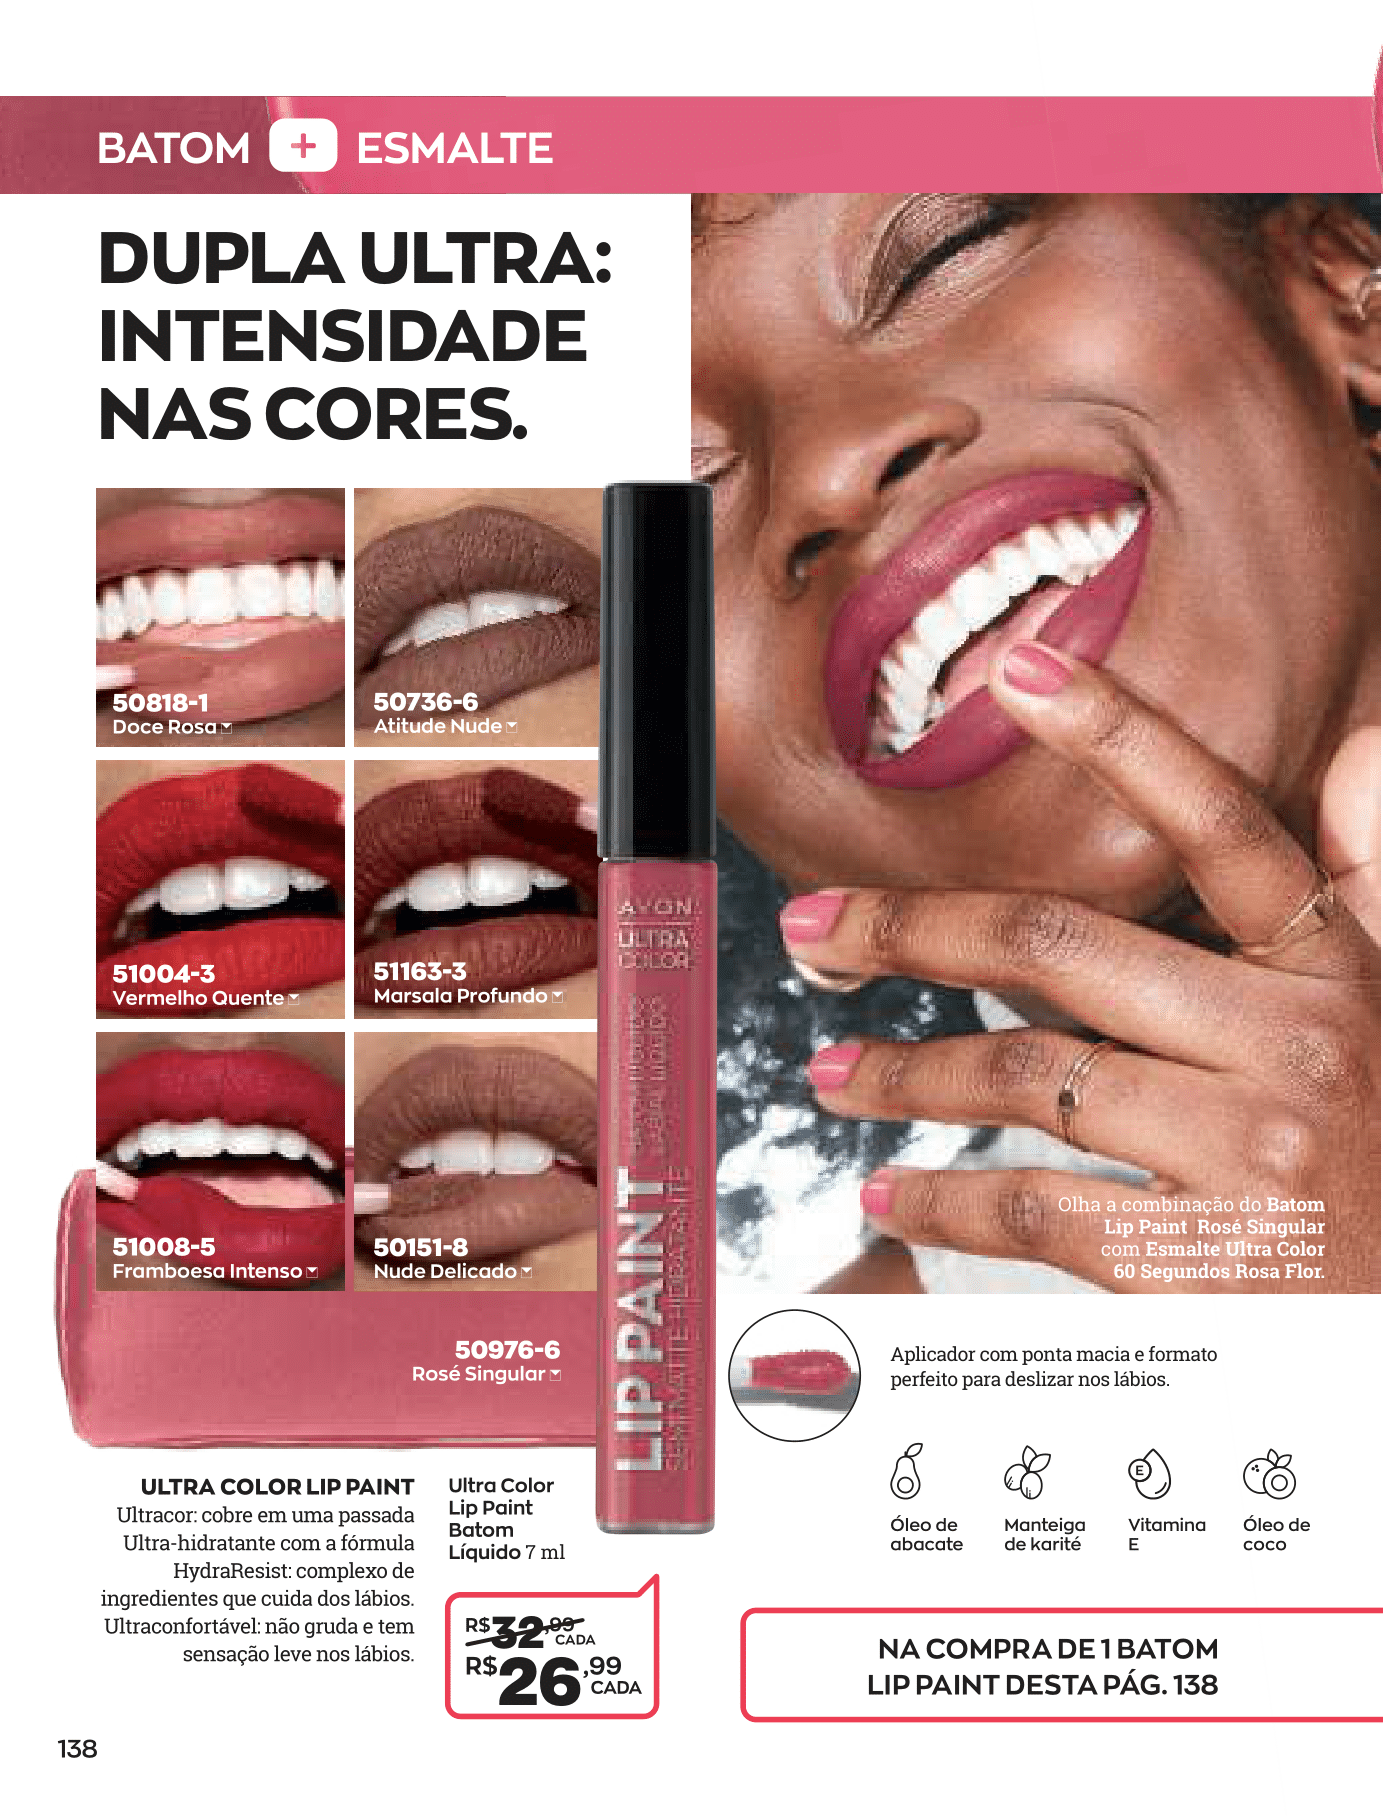 BATOM + ESMALTE
DUPLA ULTRA:
INTENSIDADE
NAS CORES.
50818-1
Doce Rosa
50736-6
Atitude Nude
51004-3
Vermelho Quente
51163-3
Marsala Profundo
51008-5
Framboesa Intenso
50151-8
Nude Delicado
50976-6
Rosé Singular
AVON
ULTRA
COLOR
LIP PAINT
SEMI MATTE HIDRATANTE
Olha a combinação do Batom
Lip Paint Rosé Singular
com Esmalte Ultra Color
60 Segundos Rosa Flor.
Aplicador com ponta macia e formato
perfeito para deslizar nos lábios.
Óleo de
abacate
Manteiga
de karité
E
Vitamina
E
Óleo de
coco
ULTRA COLOR LIP PAINT
Ultracor: cobre em uma passada
Ultra-hidratante com a fórmula
HydraResist: complexo de
ingredientes que cuida dos lábios.
Ultraconfortável: não gruda e tem
sensação leve nos lábios.
Ultra Color
Lip Paint
Batom
Líquido 7 ml
R$32,99
CADA
R$26,99
CADA
NA COMPRA DE 1 BATOM
LIP PAINT DESTA PÁG. 138
138